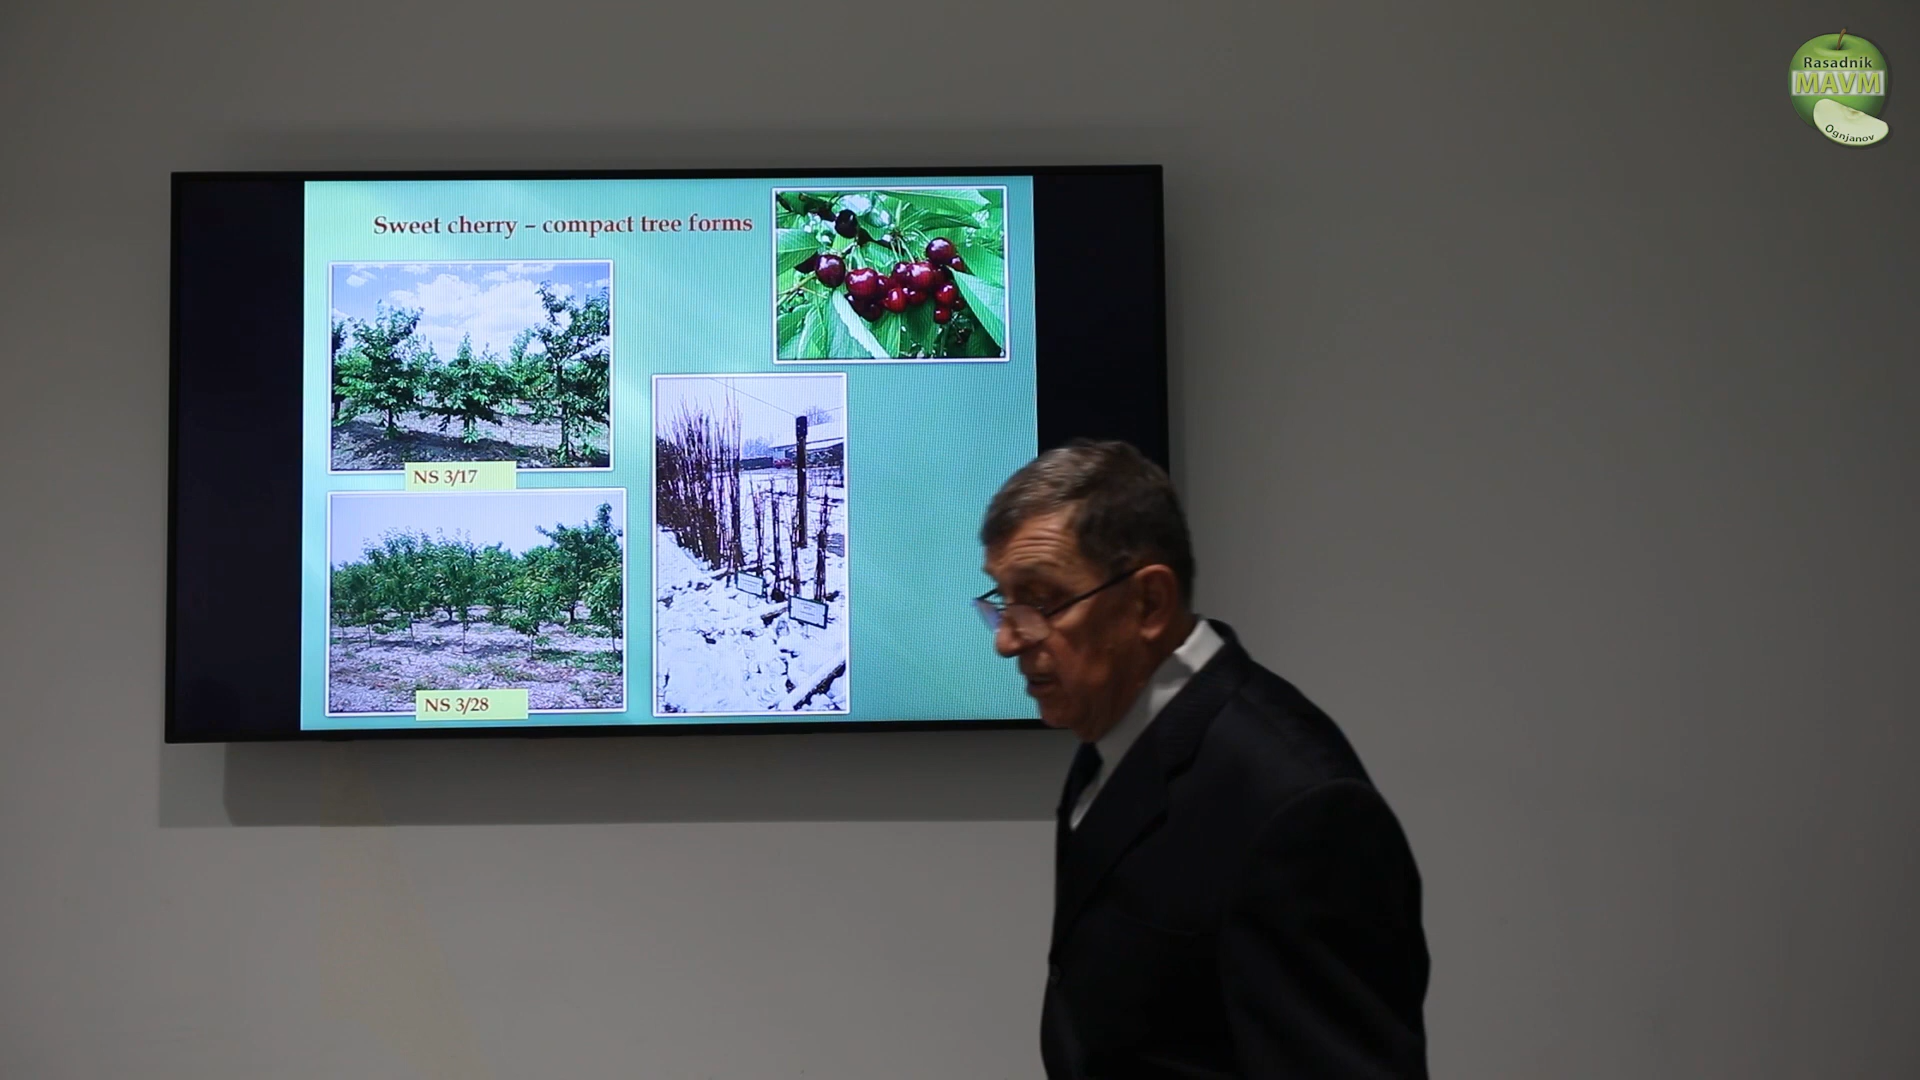 Sweet cherry – compact tree forms
NS 3/17
NS 3/28
Rasadnik
MAVM
Ognjanov